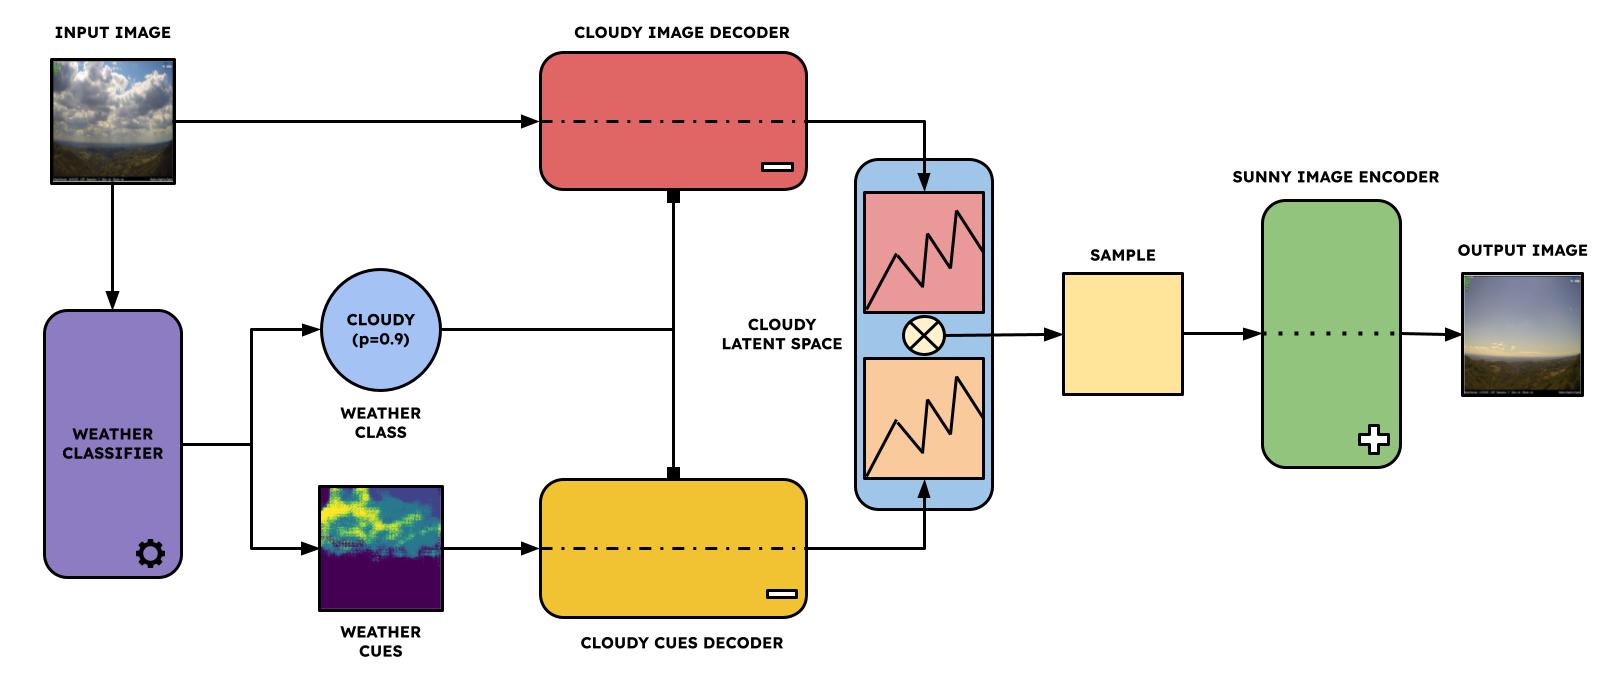 INPUT IMAGE
CLOUDY IMAGE DECODER
SUNNY IMAGE ENCODER
OUTPUT IMAGE
SAMPLE
CLOUDY
(p=0.9)
CLOUDY
LATENT SPACE
WEATHER
CLASS
WEATHER
CLASSIFIER
WEATHER
CUES
CLOUDY CUES DECODER